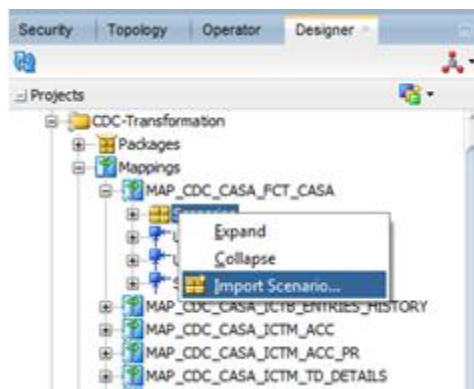 Security Topology Operator Designer
Projects
CDC-Transformation
Packages
Mappings
MAP_CDC_CASA_FCT_CASA
Expand
Collapse
Import Scenario...
MAP_CDC_CASA_ICTB_ENTRIES_HISTORY
MAP_CDC_CASA_ICTM_ACC
MAP_CDC_CASA_ICTM_ACC_PR
MAP_CDC_CASA_ICTM_TD_DETAILS